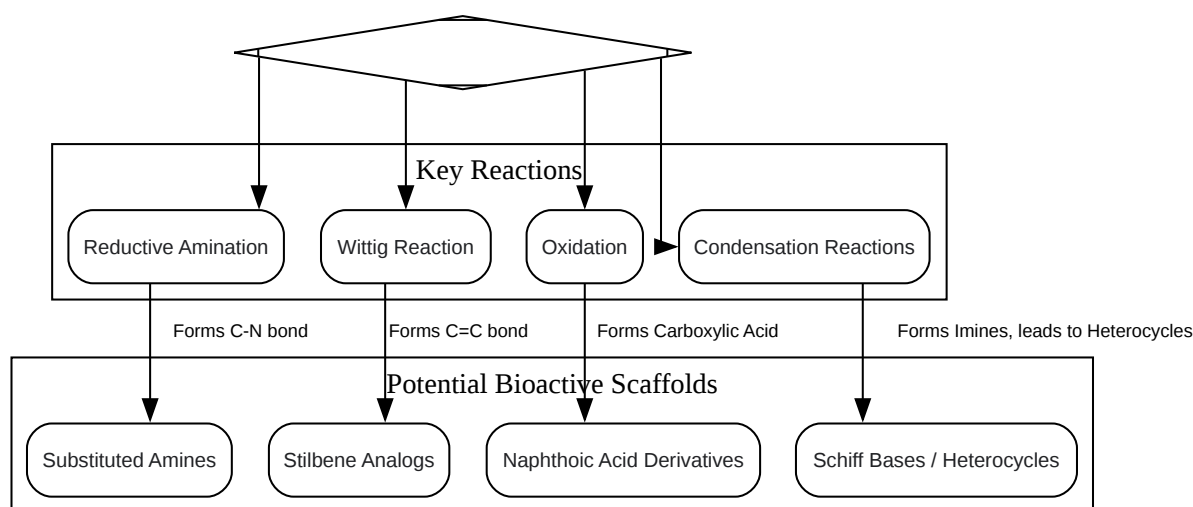 Key Reactions
Reductive Amination
Wittig Reaction
Oxidation
Condensation Reactions
Forms C-N bond
Forms C=C bond
Forms Carboxylic Acid
Forms Imines, leads to Heterocycles
Potential Bioactive Scaffolds
Substituted Amines
Stilbene Analogs
Naphthoic Acid Derivatives
Schiff Bases / Heterocycles